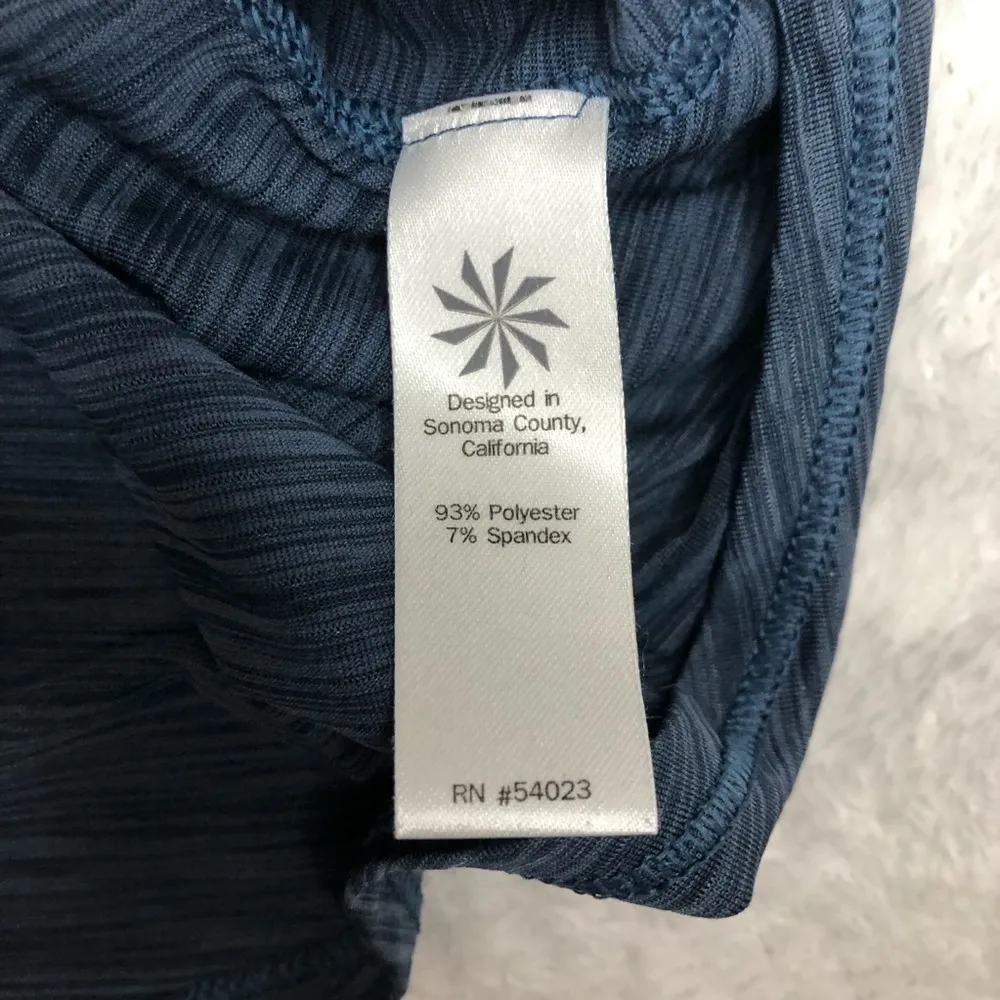 Designed in
Sonoma County,
California
93% Polyester
7% Spandex
RN #54023